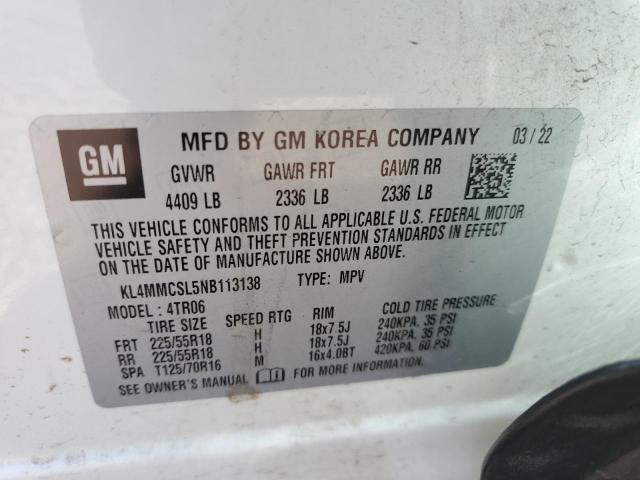 GM
MFD BY GM KOREA COMPANY 03 / 22
GVWR GAWR FRT GAWR RR
4409 LB 2336 LB 2336 LB
THIS VEHICLE CONFORMS TO ALL APPLICABLE U.S. FEDERAL MOTOR
VEHICLE SAFETY AND THEFT PREVENTION STANDARDS IN EFFECT
ON THE DATE OF MANUFACTURE SHOWN ABOVE.
KL4MMCSL5NB113138 TYPE: MPV
MODEL : 4TR06
TIRE SIZE SPEED RTG RIM COLD TIRE PRESSURE
FRT 225/55R18 H 18x7.5J 240KPA, 35 PSI
RR 225/55R18 H 18x7.5J 240KPA, 35 PSI
SPA T125/70R16 M 16x4.0BT 420KPA, 60 PSI
SEE OWNER'S MANUAL FOR MORE INFORMATION.